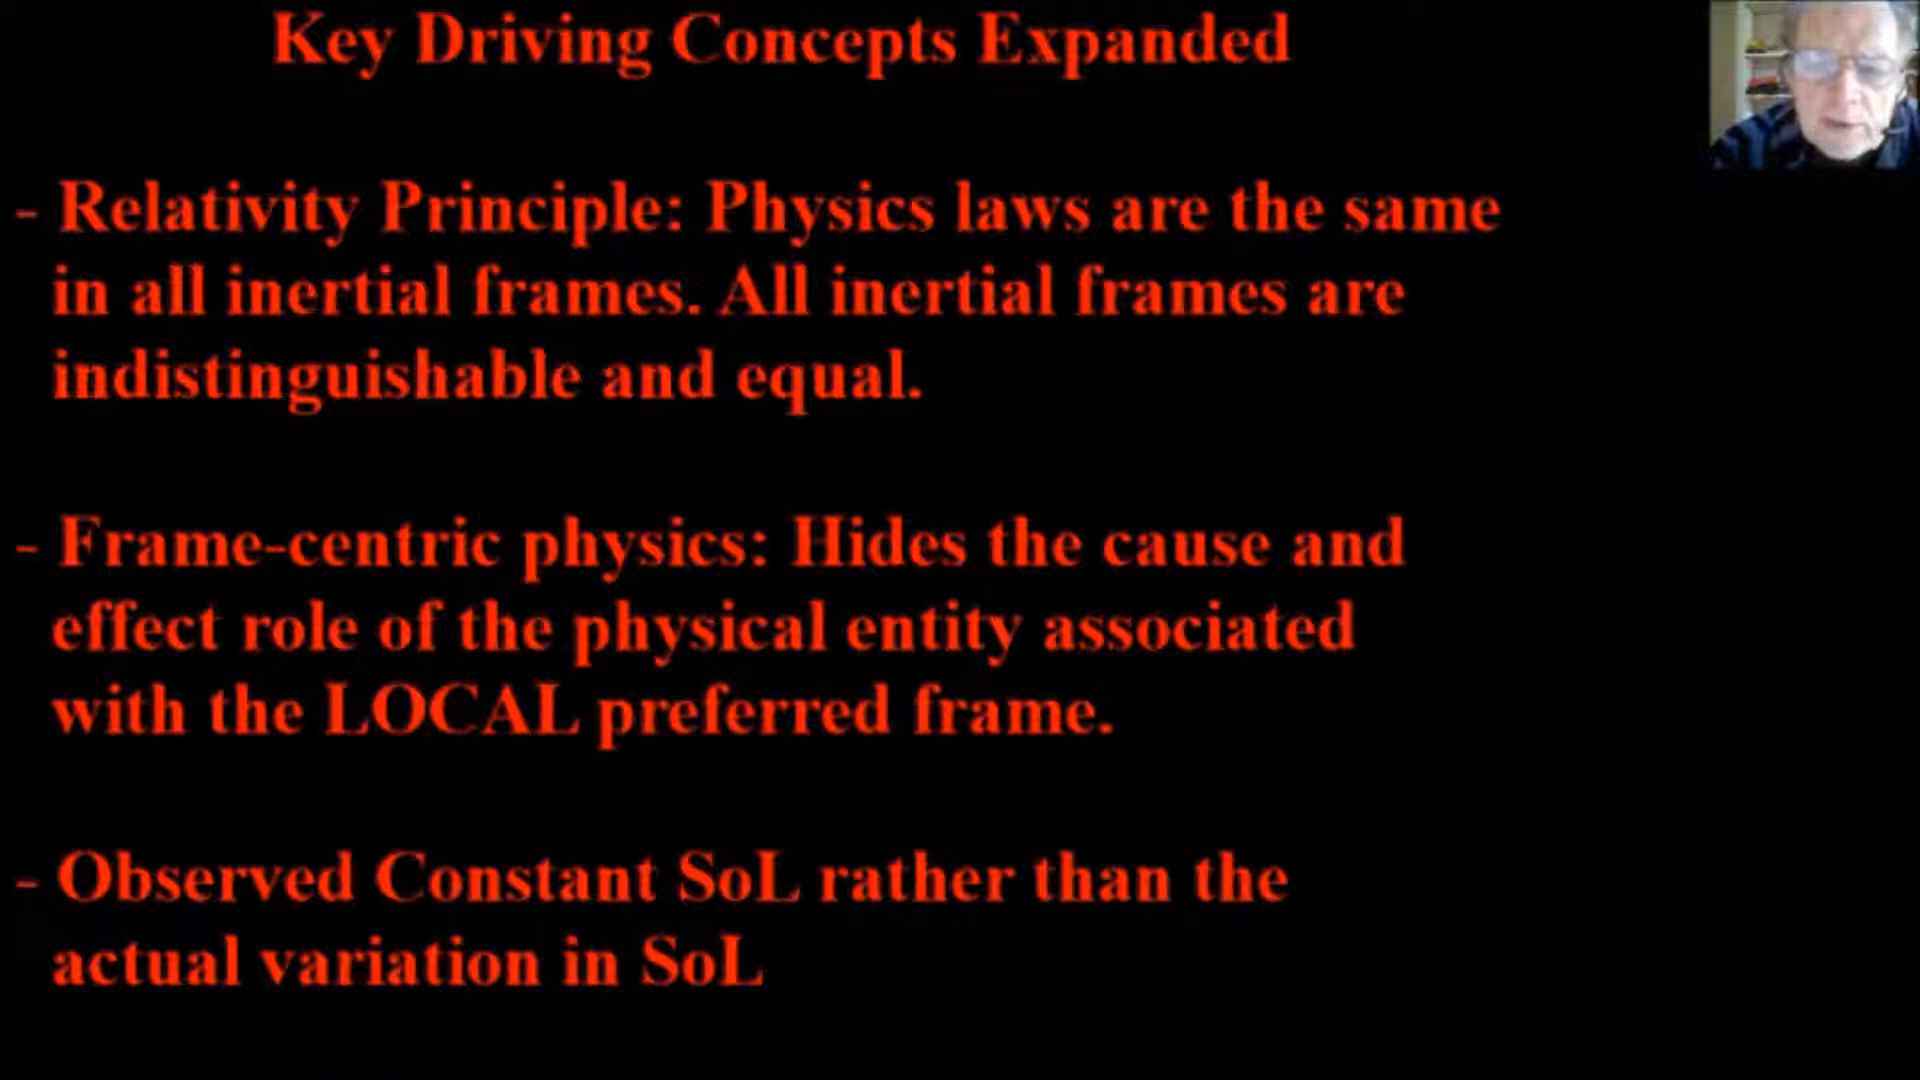 Key Driving Concepts Expanded
- Relativity Principle: Physics laws are the same
in all inertial frames. All inertial frames are
indistinguishable and equal.
- Frame-centric physics: Hides the cause and
effect role of the physical entity associated
with the LOCAL preferred frame.
- Observed Constant SoL rather than the
actual variation in SoL